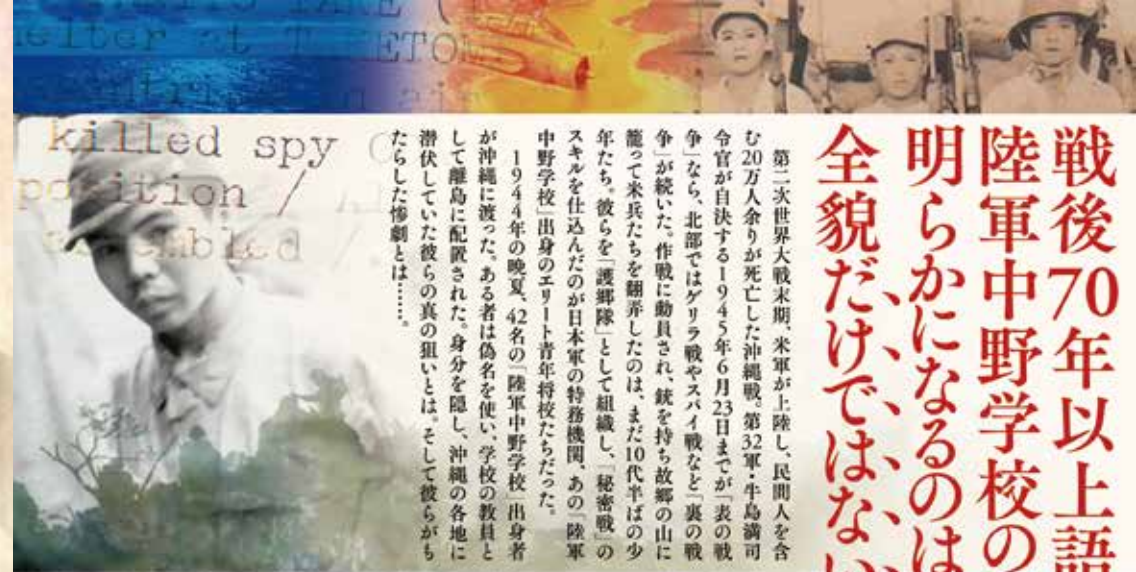 戦後70年以上語
陸軍中野学校の
明らかになるのは
全貌だけではない
第二次世界大戦末期、米軍が上陸し、民間人を含
む20万人余りが死亡した沖縄戦。第32軍・牛島満司
令官が自決する1945年6月23日までが「表の戦
争」なら、北部ではゲリラ戦やスパイ戦など「裏の戦
争」が続いた。作戦に動員され、銃を持ち故郷の山に
籠って米兵たちを翻弄したのは、まだ10代半ばの少
年たち。彼らを「護郷隊」として組織し、「秘密戦」の
スキルを仕込んだのが日本軍の特務機関、あの「陸軍
中野学校」出身のエリート青年将校たちだった。
1944年の晩夏、42名の「陸軍中野学校」出身者
が沖縄に渡った。ある者は偽名を使い、学校の教員と
して離島に配置された。身分を隠し、沖縄の各地に
潜伏していた彼らの真の狙いとは。そして彼らがも
たらした惨劇とは……。
elter at
killed spy
position /